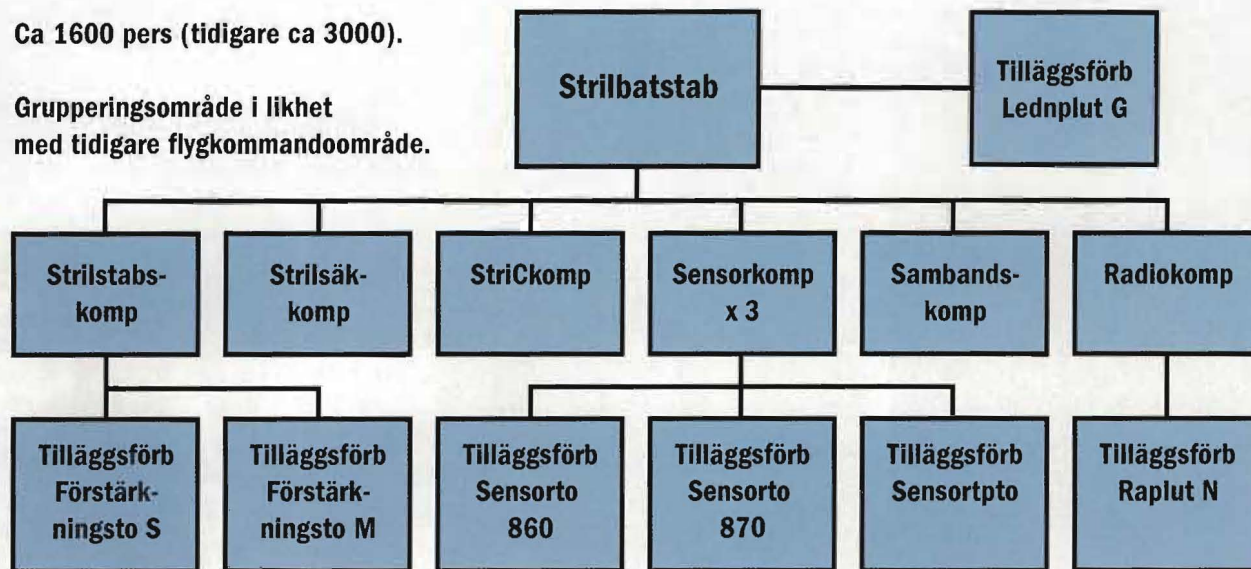 Ca 1600 pers (tidigare ca 3000).
Grupperingsområde i likhet
med tidigare flygkommandoområde.
Strilbatstab
Tilläggsförb
Lednplut G
Strilstabs-
komp
Strilsäk-
komp
StriCkomp
Sensorkomp
x 3
Sambands-
komp
Radiokomp
Tilläggsförb
Förstärk-
ningsto S
Tilläggsförb
Förstärk-
ningsto M
Tilläggsförb
Sensorto
860
Tilläggsförb
Sensorto
870
Tilläggsförb
Sensortpto
Tilläggsförb
Raplut N